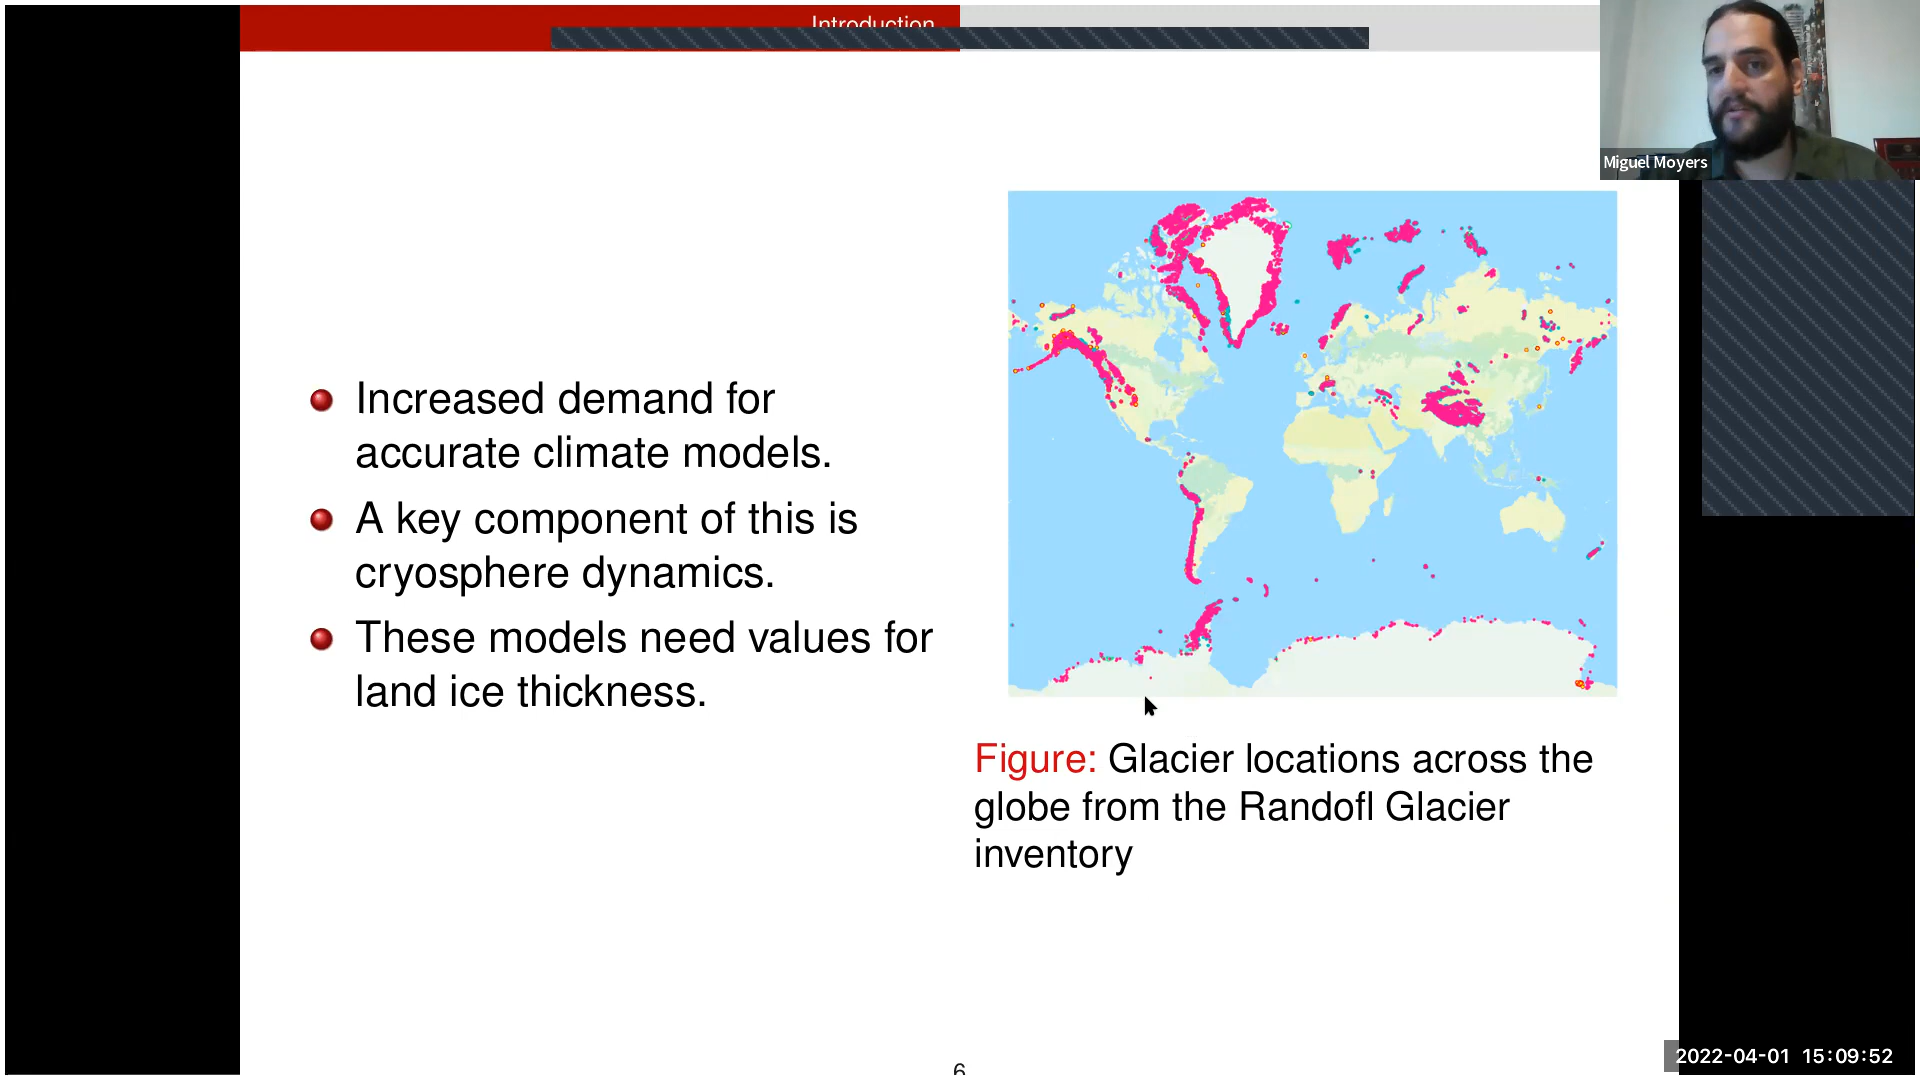 Introduction
Miguel Moyers
Increased demand for
accurate climate models.
A key component of this is
cryosphere dynamics.
These models need values for
land ice thickness.
Figure: Glacier locations across the
globe from the Randofl Glacier
inventory
6
2022-04-01 15:09:52